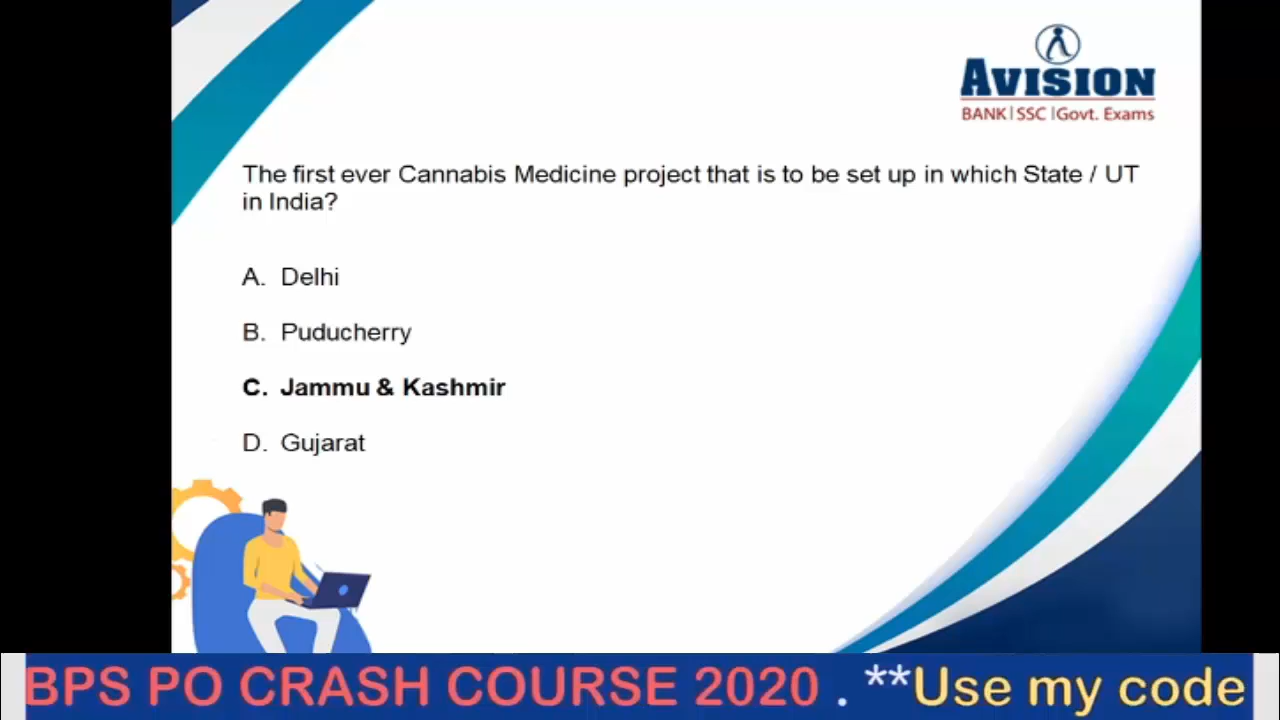 AVISION
BANK|SSC|Govt. Exams
The first ever Cannabis Medicine project that is to be set up in which State / UT
in India?
A. Delhi
B. Puducherry
C. Jammu & Kashmir
D. Gujarat
BPS PO CRASH COURSE 2020 . **Use my code